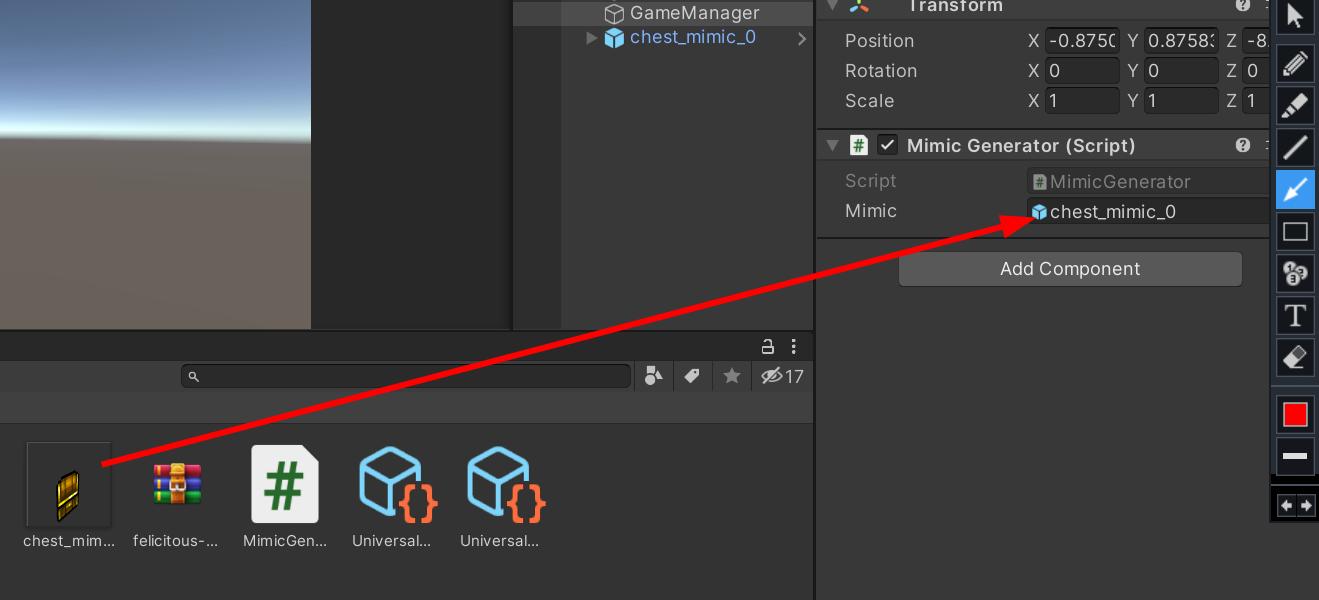 GameManager
chest_mimic_0
Transform
Position X -0.8750 Y 0.8758 Z -8.
Rotation X 0 Y 0 Z 0
Scale X 1 Y 1 Z 1
Mimic Generator (Script)
Script MimicGenerator
Mimic chest_mimic_0
Add Component
17
chest_mim... felicitous-... MimicGen... Universal... Universal...